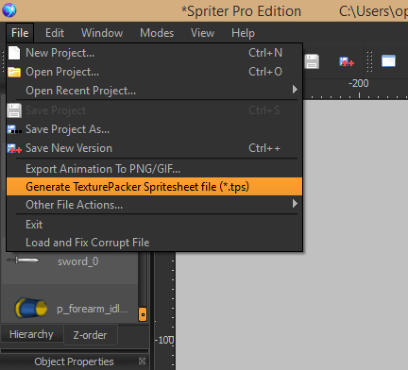 *Spriter Pro Edition C:\Users\op
File Edit Window Modes View Help
New Project... Ctrl+N
Open Project... Ctrl+O
Open Recent Project...
Save Project Ctrl+S
Save Project As...
Save New Version Ctrl++
Export Animation To PNG/GIF...
Generate TexturePacker Spritesheet file (*.tps)
Other File Actions...
Exit
Load and Fix Corrupt File
-200
sword_0
p_forearm_idl...
Hierarchy Z-order
-100
Object Properties